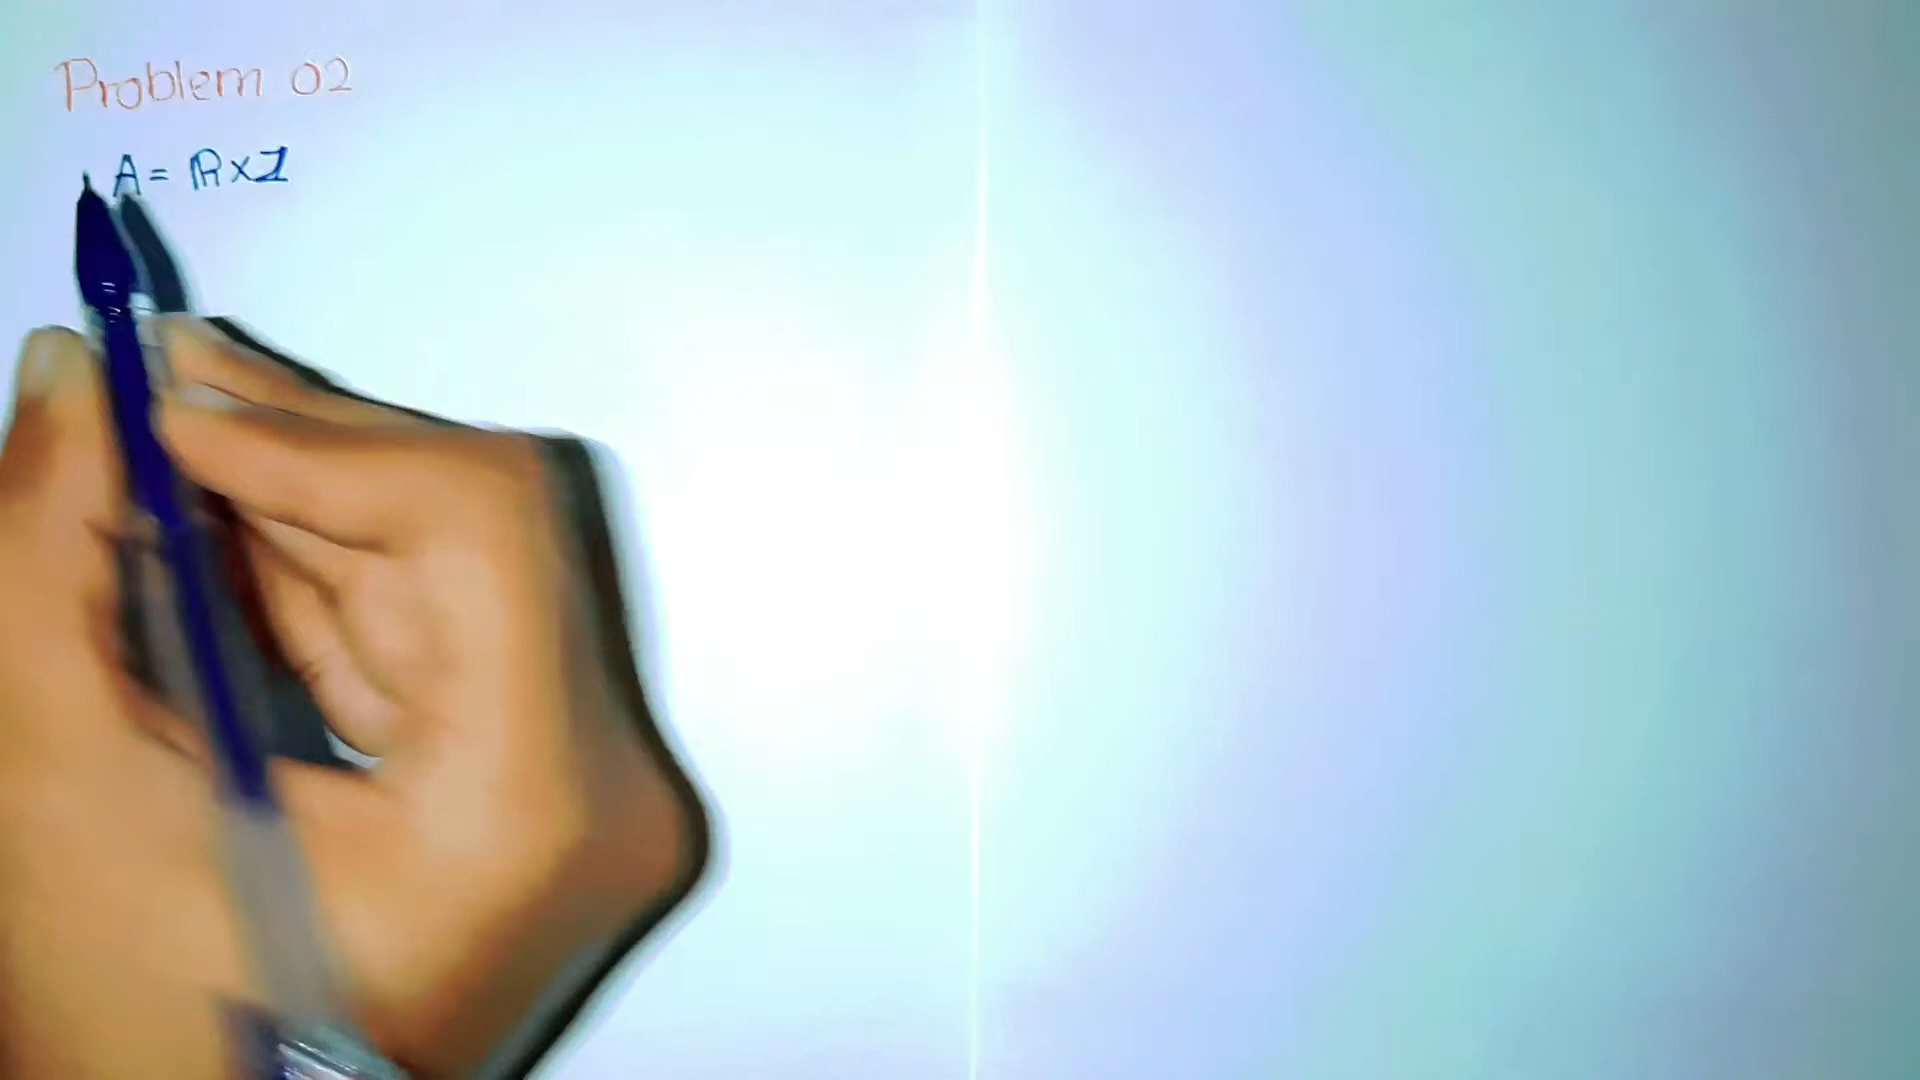 Problem 02
A = ℝ × ℤ